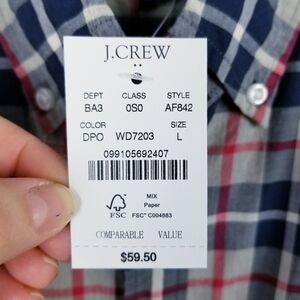 J.CREW
DEPT CLASS STYLE
BA3 0S0 AF842
COLOR SIZE
DPO WD7203 L
099105692407
MIX
Paper
FSC FSC® C004883
COMPARABLE VALUE
$59.50